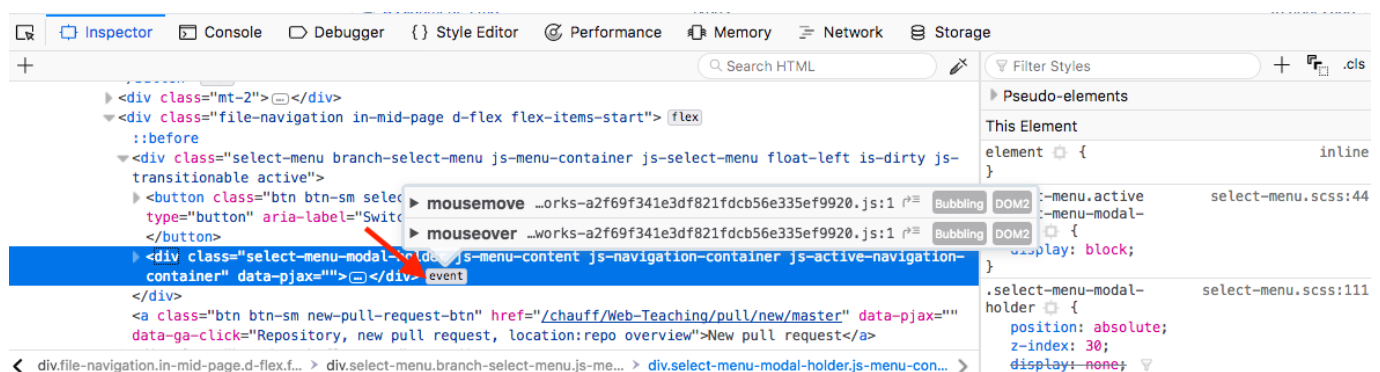 Inspector Console Debugger {} Style Editor Performance Memory Network Storage
+ Search HTML
Filter Styles + .cls
<div class="mt-2"></div>
<div class="file-navigation in-mid-page d-flex flex-items-start"> flex
::before
<div class="select-menu branch-select-menu js-menu-container js-select-menu float-left is-dirty js-
transitionable active">
<button class="btn btn-sm selec
type="button" aria-label="Switc
</button>
mousemove …orks-a2f69f341e3df821fdcb56e335ef9920.js:1 Bubbling DOM2
mouseover …works-a2f69f341e3df821fdcb56e335ef9920.js:1 Bubbling DOM2
<div class="select-menu-modal-holder js-menu-content js-navigation-container js-active-navigation-
container" data-pjax=""></div> event
</div>
<a class="btn btn-sm new-pull-request-btn" href="/chauff/Web-Teaching/pull/new/master" data-pjax=""
data-ga-click="Repository, new pull request, location:repo overview">New pull request</a>
div.file-navigation.in-mid-page.d-flex.f... > div.select-menu.branch-select-menu.js-me... > div.select-menu-modal-holder.js-menu-con... >
Pseudo-elements
This Element
element { inline
}
-menu.active select-menu.scss:44
-menu-modal-
{
display: block;
}
.select-menu-modal- select-menu.scss:111
holder {
position: absolute;
z-index: 30;
display: none;